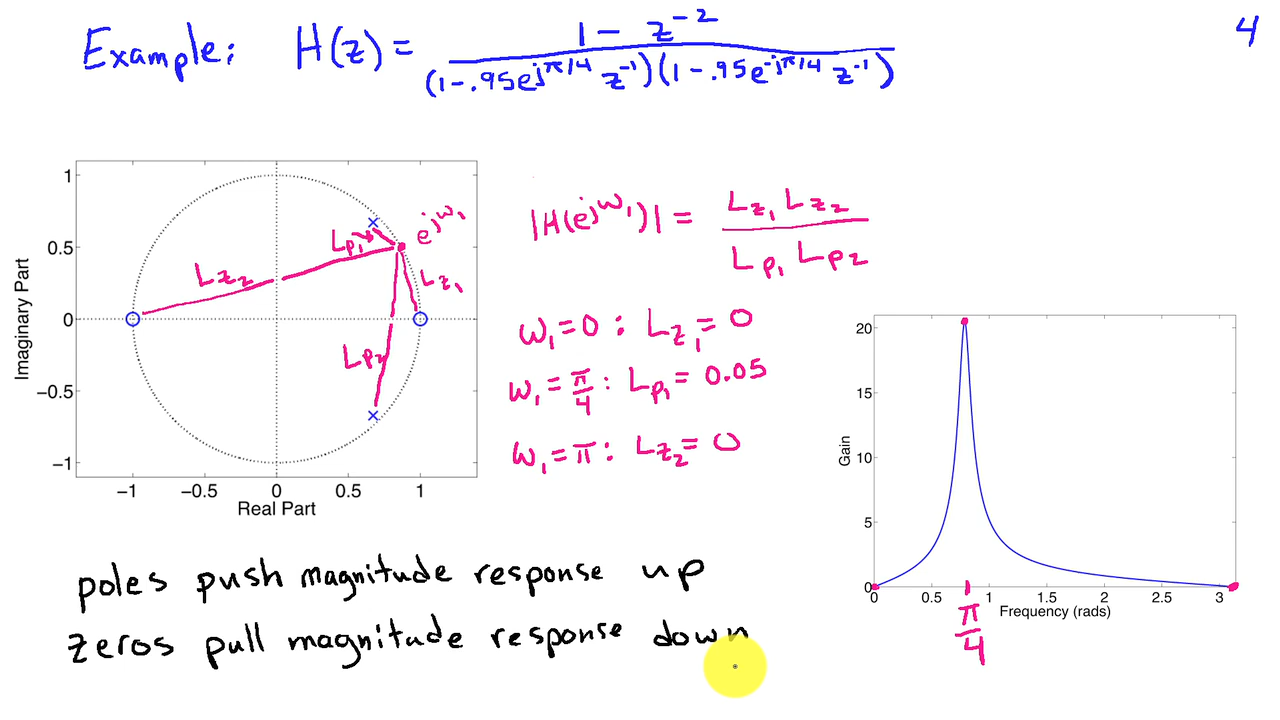 4
Example: H(z) = 1 - z^-2 / (1-.95e^jπ/4 z^-1)(1-.95e^-jπ/4 z^-1)
1
0.5
0
−0.5
−1
Imaginary Part
−1 −0.5 0 0.5 1
Real Part
Lp1
e^jω1
Lz2
Lz1
Lp2
|H(e^jω1)| = Lz1 Lz2 / Lp1 Lp2
ω1 = 0 : Lz1 = 0
ω1 = π/4 : Lp1 = 0.05
ω1 = π : Lz2 = 0
20
15
10
5
0
Gain
0 0.5 1 1.5 2 2.5 3
Frequency (rads)
π/4
poles push magnitude response up
zeros pull magnitude response down